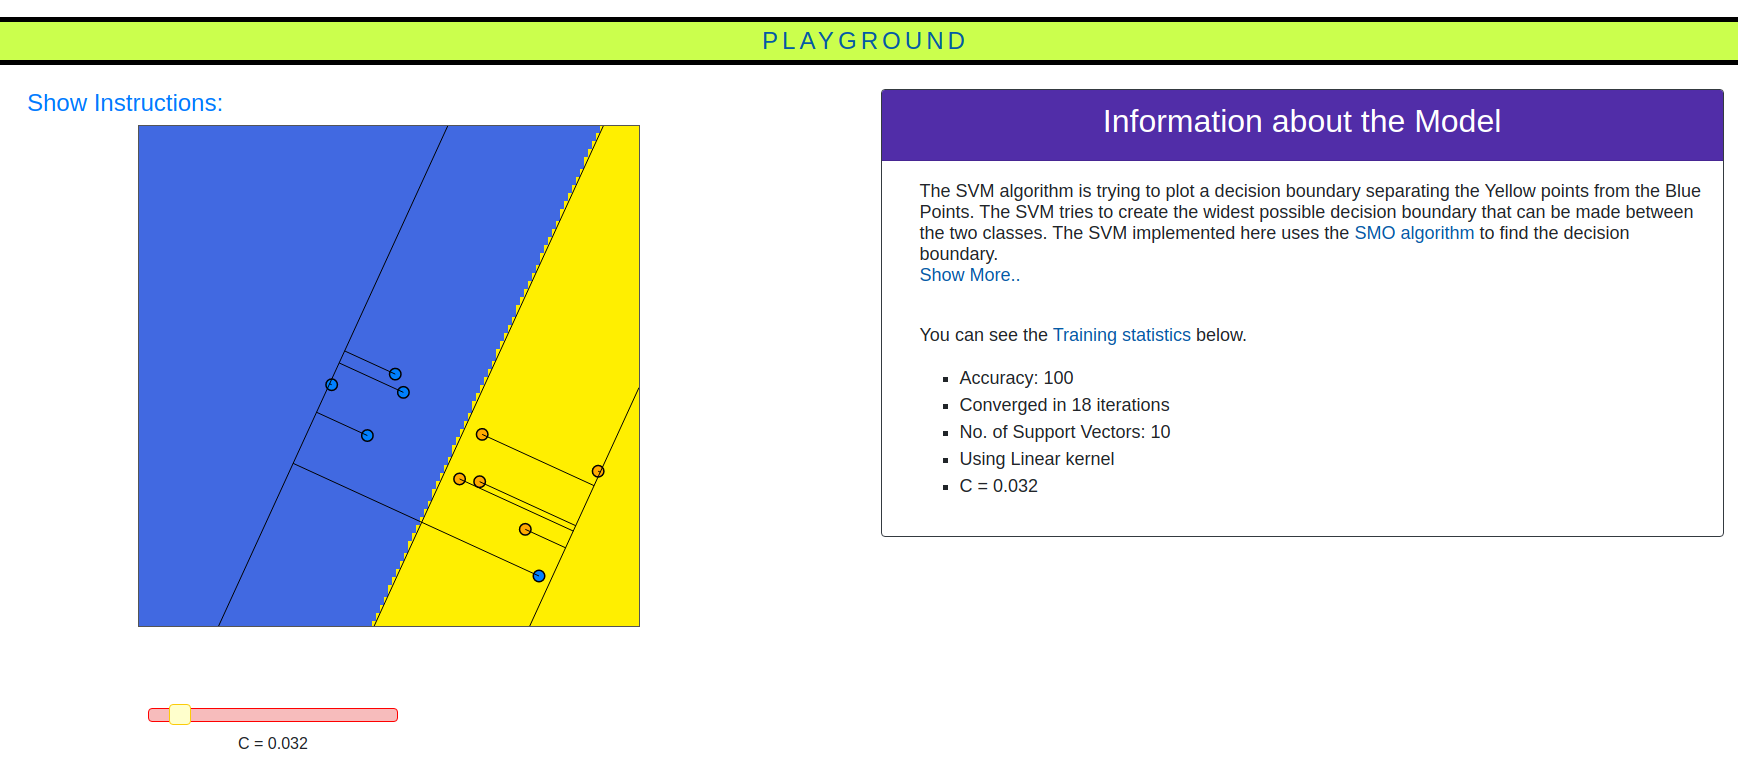 PLAYGROUND
Show Instructions:
Information about the Model
The SVM algorithm is trying to plot a decision boundary separating the Yellow points from the Blue
Points. The SVM tries to create the widest possible decision boundary that can be made between
the two classes. The SVM implemented here uses the SMO algorithm to find the decision
boundary.
Show More..
You can see the Training statistics below.
Accuracy: 100
Converged in 18 iterations
No. of Support Vectors: 10
Using Linear kernel
C = 0.032
C = 0.032